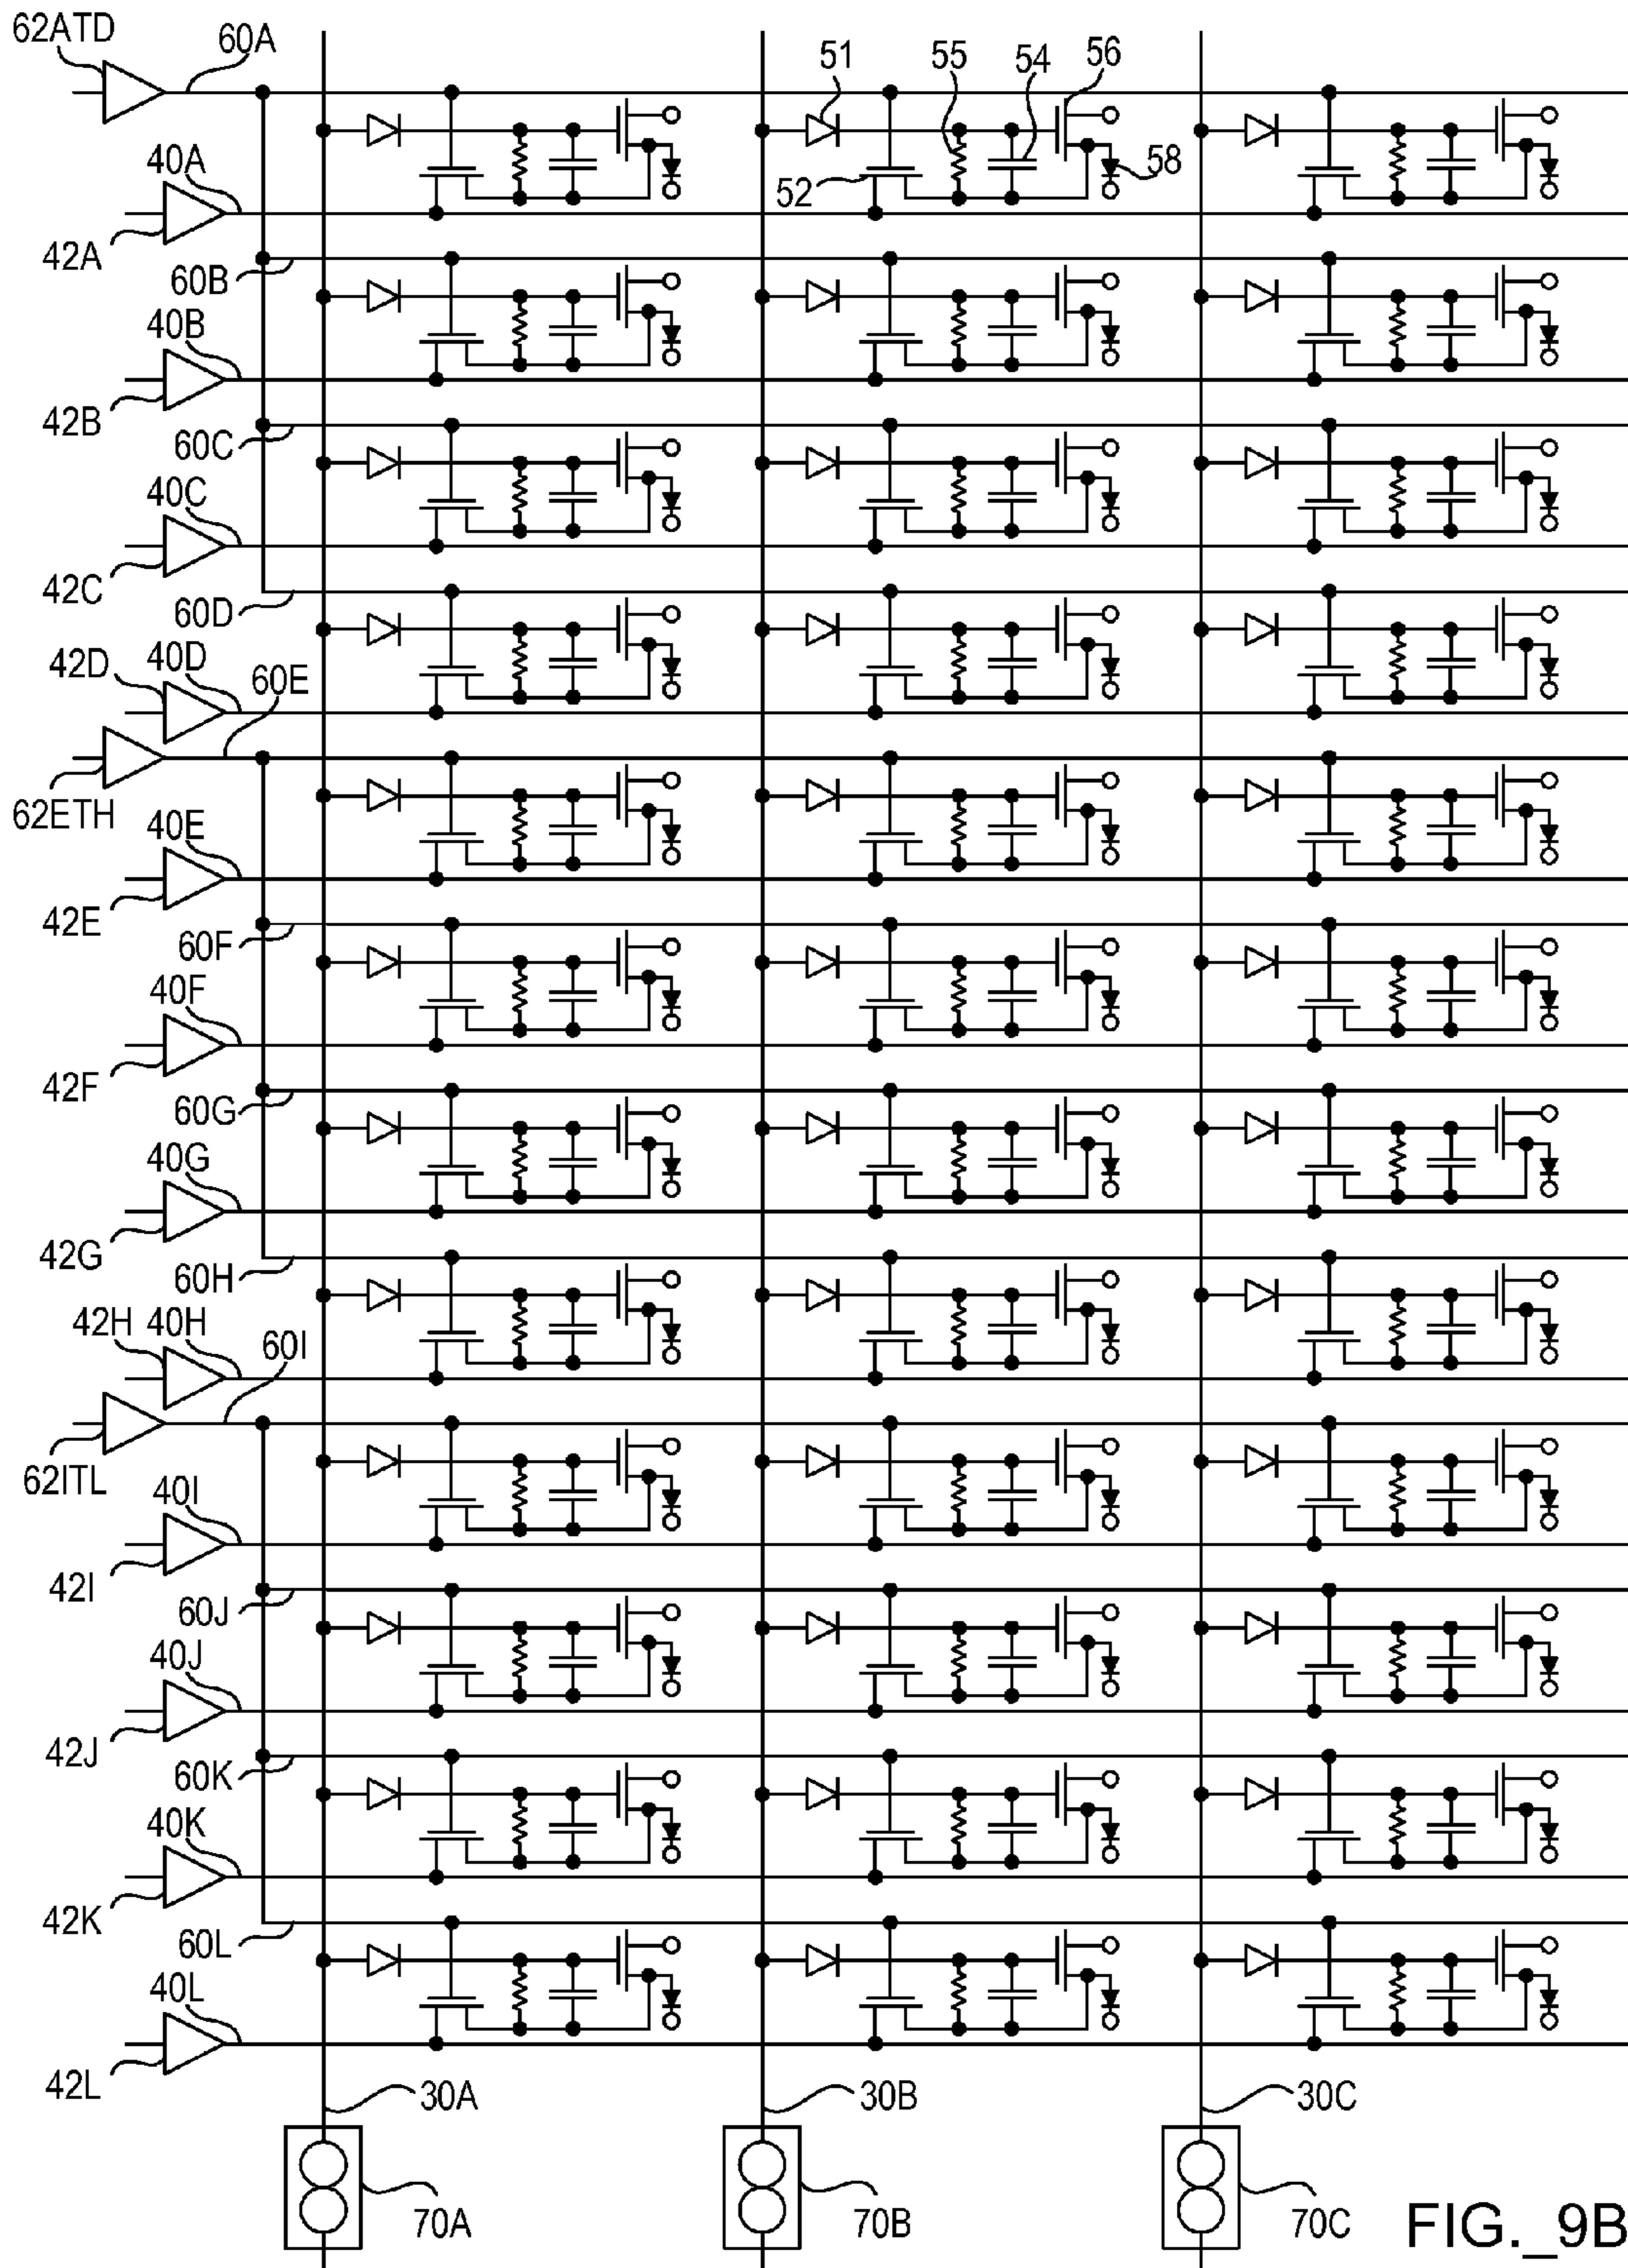 62ATD
60A
51
55
54
56
40A
52
58
42A
60B
40B
42B
60C
40C
42C
60D
42D
40D
60E
62ETH
40E
42E
60F
40F
42F
60G
40G
42G
60H
42H
40H
60I
62ITL
40I
42I
60J
40J
42J
60K
40K
42K
60L
40L
42L
30A
30B
30C
70A
70B
70C
FIG._9B